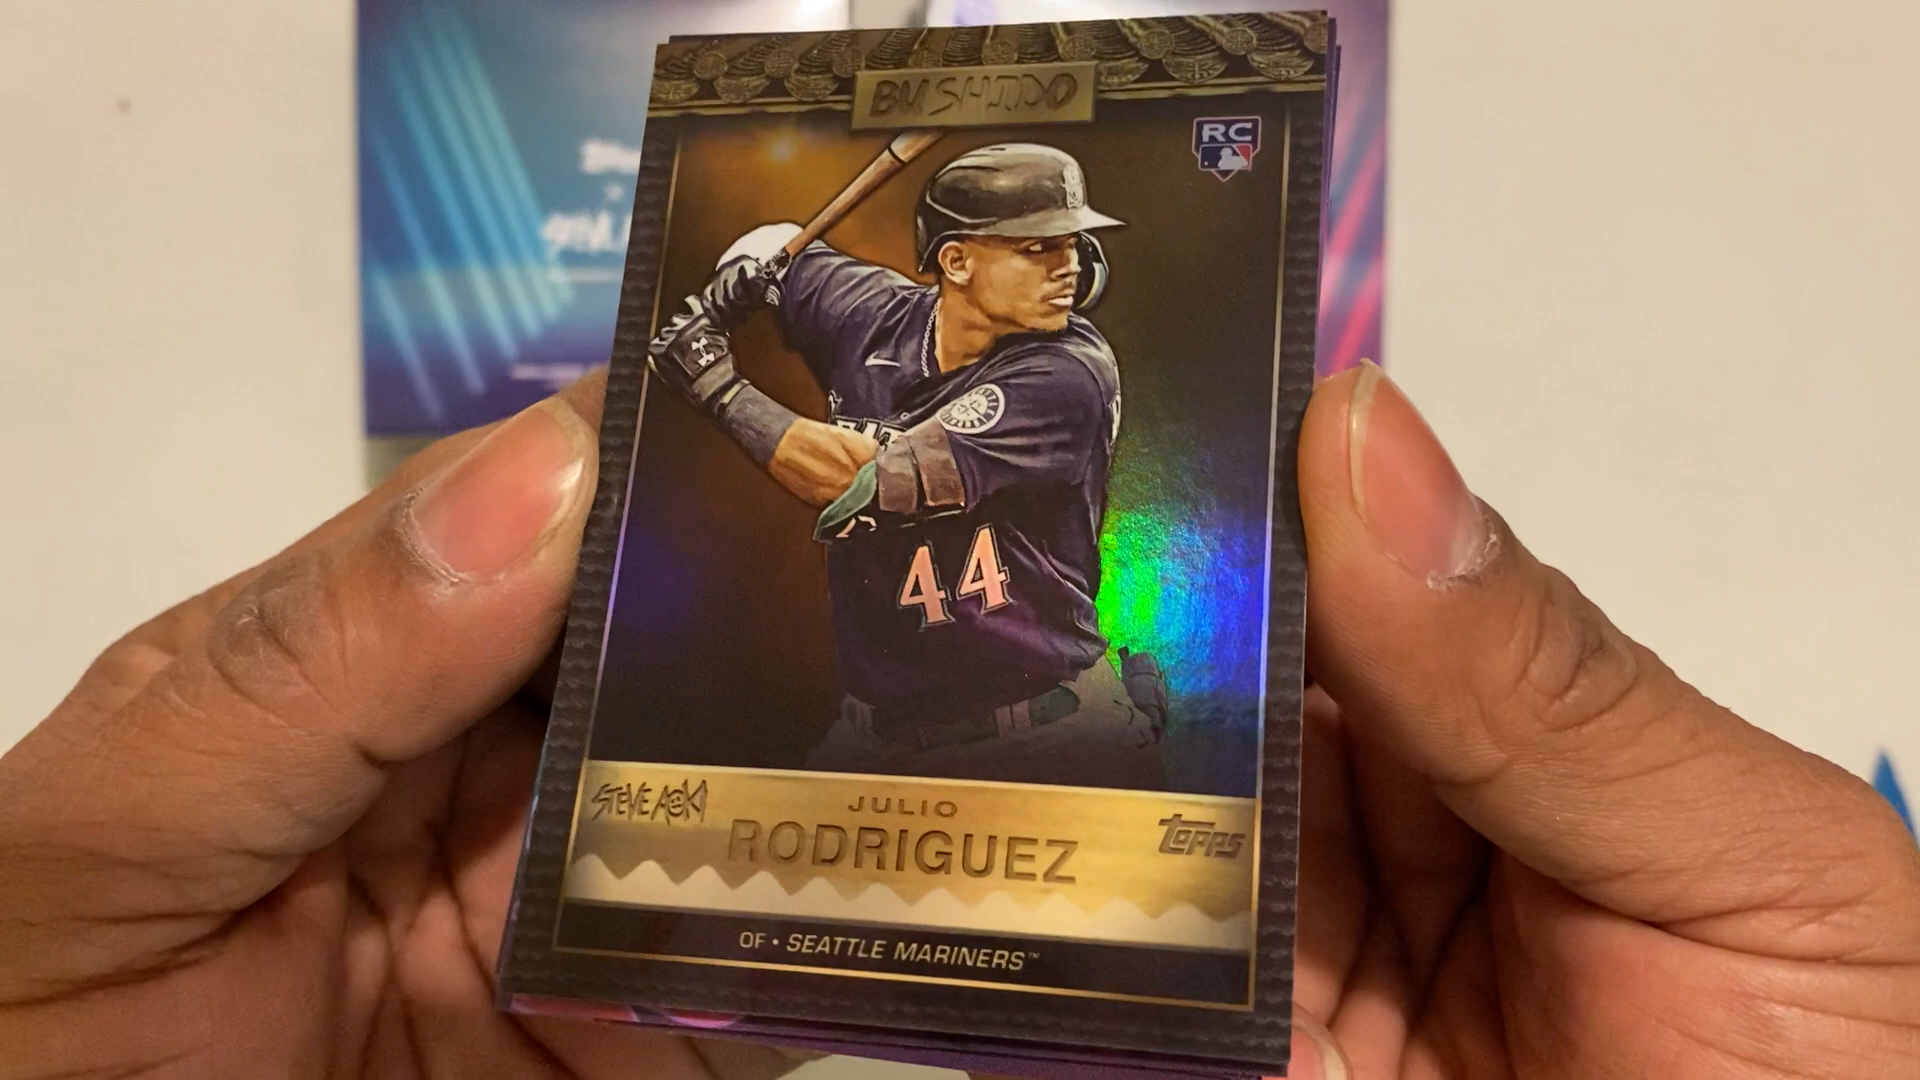 BUSHIDO
RC
44
STEVE AOKI
JULIO
RODRIGUEZ
topps
OF • SEATTLE MARINERS™